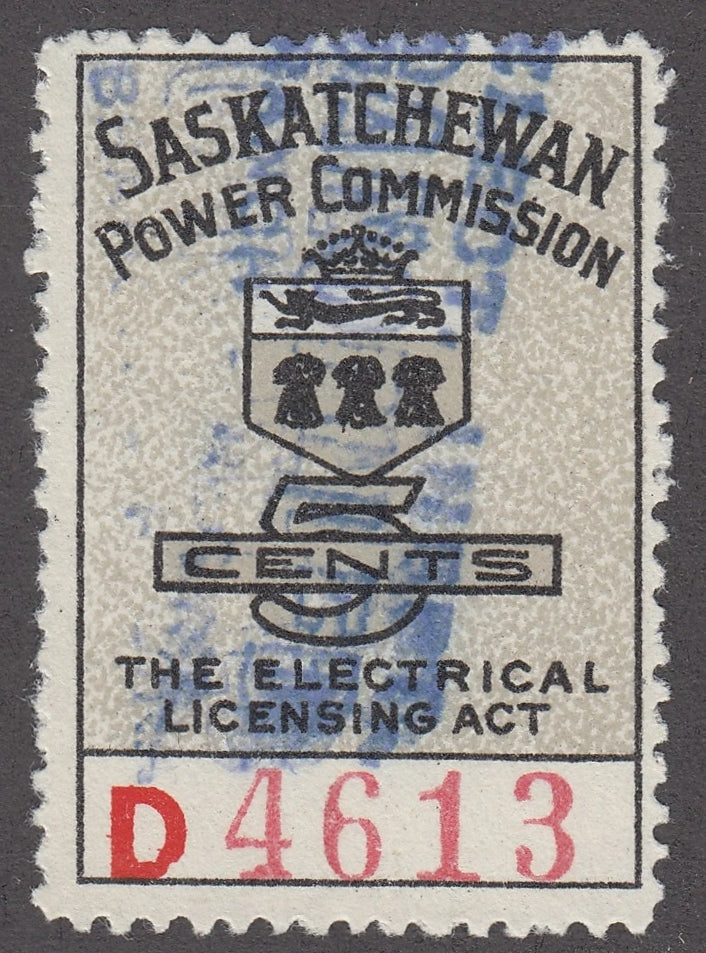 SASKATCHEWAN
POWER COMMISSION
5
CENTS
THE ELECTRICAL
LICENSING ACT
D 4613